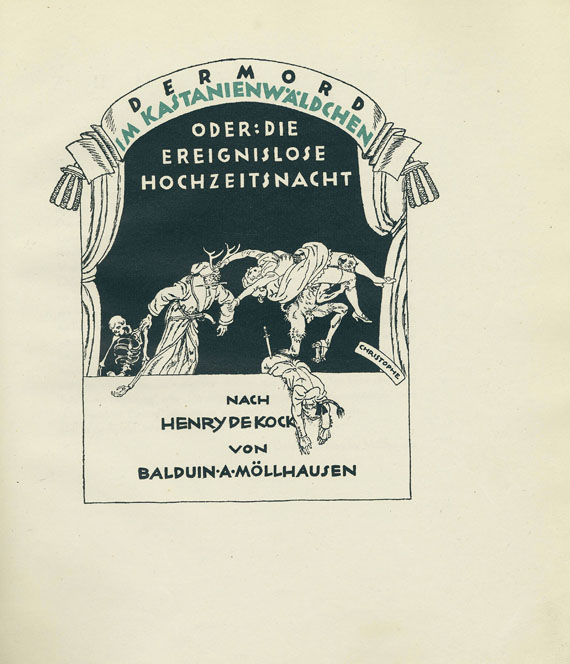 DER MORD
IM KASTANIENWÄLDCHEN
ODER: DIE
EREIGNISLOSE
HOCHZEITSNACHT
CHRISTOPHE
NACH
HENRY DE KOCK
VON
BALDUIN·A·MÖLLHAUSEN